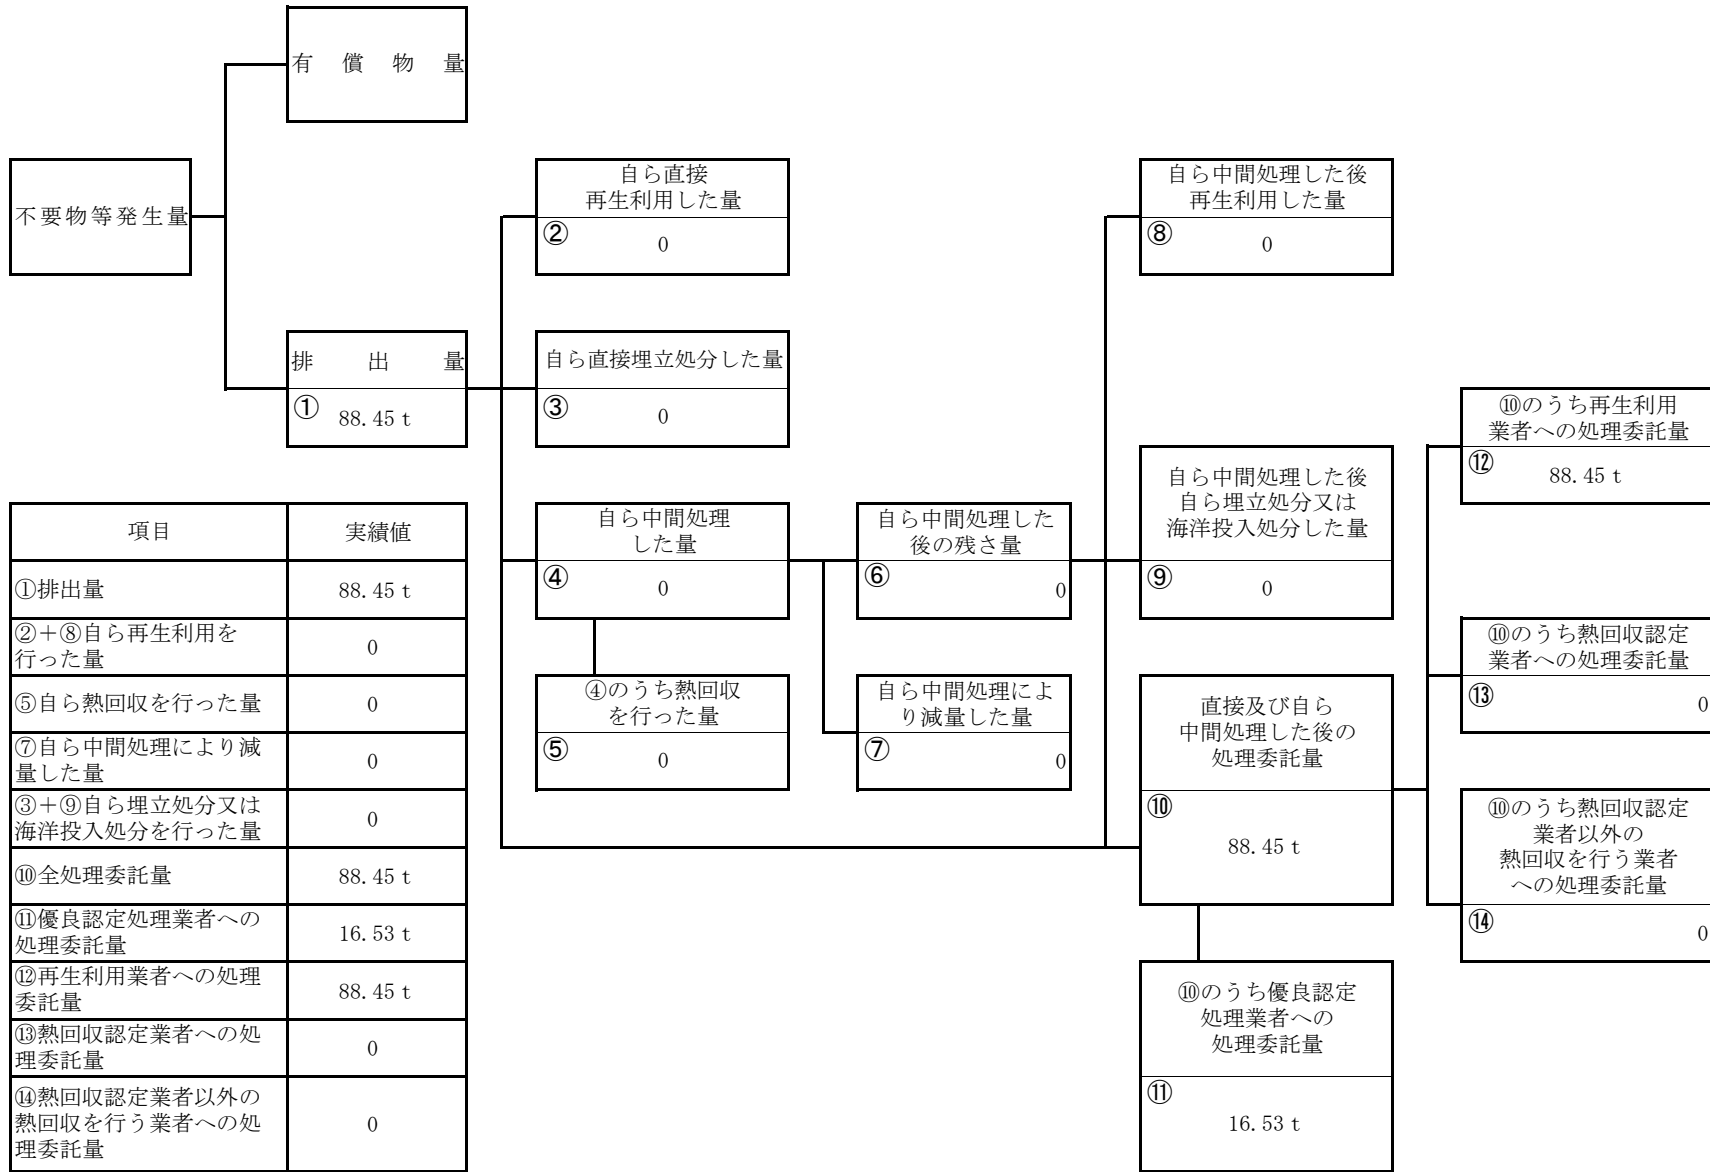 有償物量
不要物等発生量
自ら直接
再生利用した量
②
0
自ら中間処理した後
再生利用した量
⑧
0
排出量
①
88.45 t
自ら直接埋立処分した量
③
0
⑩のうち再生利用
業者への処理委託量
⑫
88.45 t
自ら中間処理
した量
④
0
自ら中間処理した
後の残さ量
⑥
0
自ら中間処理した後
自ら埋立処分又は
海洋投入処分した量
⑨
0
⑩のうち熱回収認定
業者への処理委託量
⑬
0
④のうち熱回収
を行った量
⑤
0
自ら中間処理によ
り減量した量
⑦
0
直接及び自ら
中間処理した後の
処理委託量
⑩
88.45 t
⑩のうち熱回収認定
業者以外の
熱回収を行う業者
への処理委託量
⑭
0
⑩のうち優良認定
処理業者への
処理委託量
⑪
16.53 t
項目 実績値
①排出量 88.45 t
②＋⑧自ら再生利用を
行った量 0
⑤自ら熱回収を行った量 0
⑦自ら中間処理により減
量した量 0
③＋⑨自ら埋立処分又は
海洋投入処分を行った量 0
⑩全処理委託量 88.45 t
⑪優良認定処理業者への
処理委託量 16.53 t
⑫再生利用業者への処理
委託量 88.45 t
⑬熱回収認定業者への処
理委託量 0
⑭熱回収認定業者以外の
熱回収を行う業者への処 0
理委託量